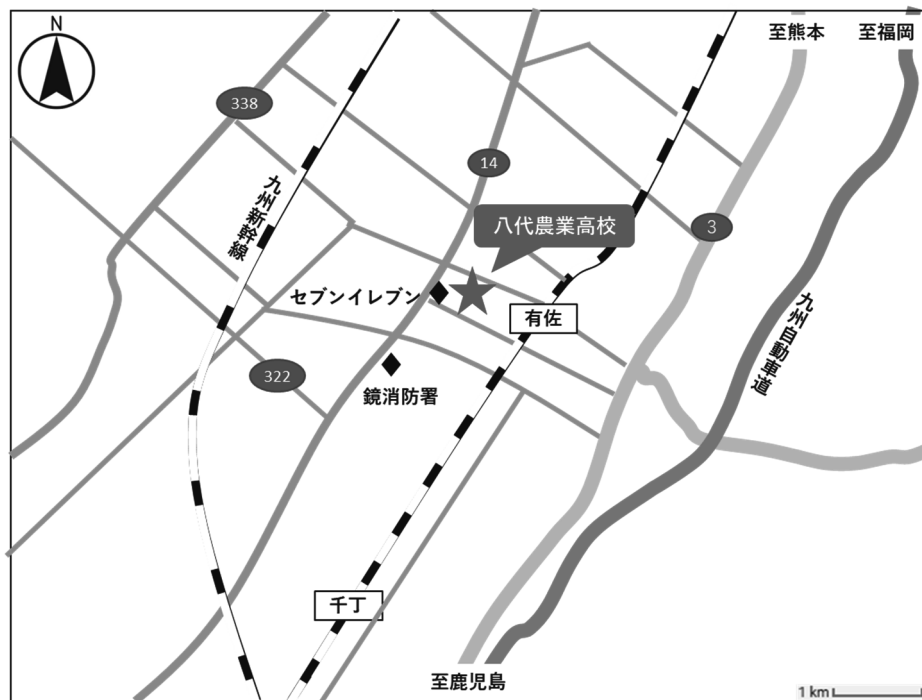 N
至熊本
至福岡
338
14
九州新幹線
八代農業高校
3
セブンイレブン
有佐
九州自動車道
322
鏡消防署
千丁
至鹿児島
1 km